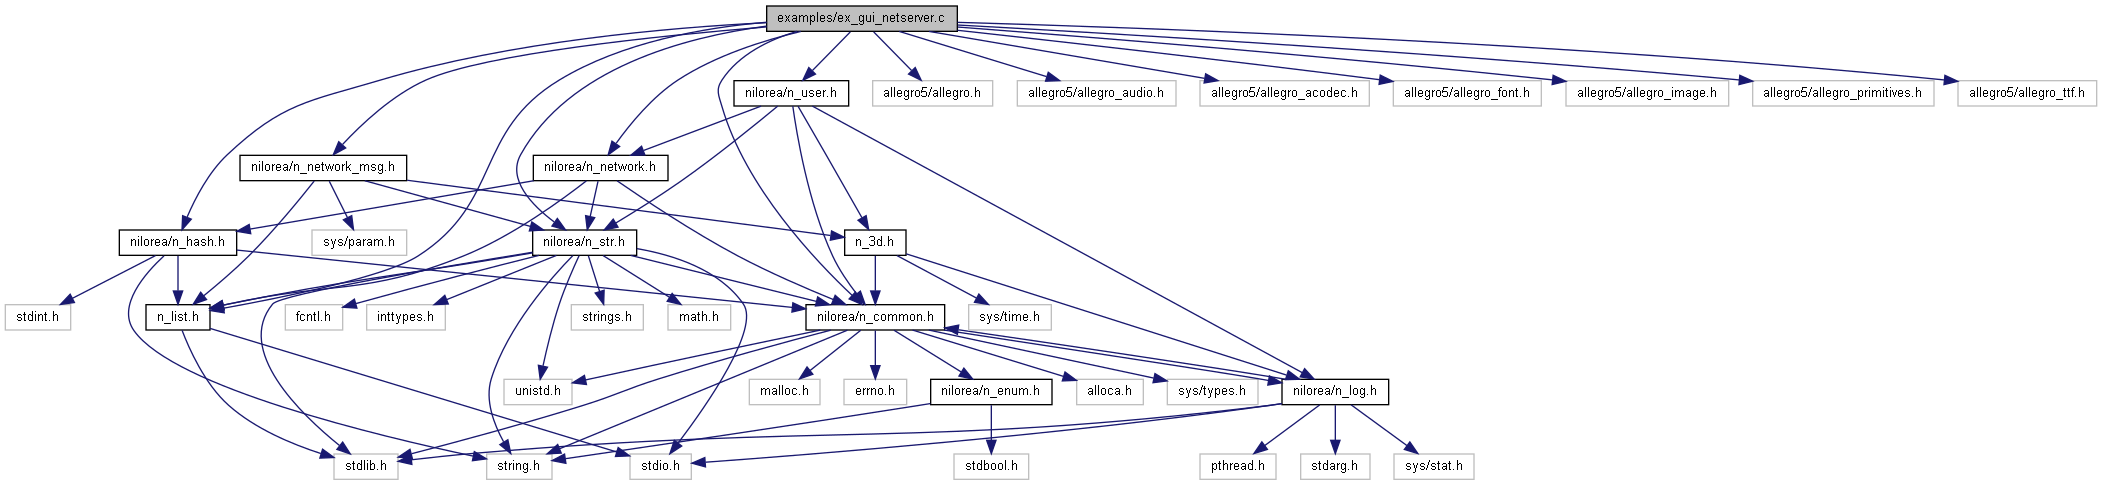 examples/ex_gui_netserver.c
nilorea/n_user.h
allegro5/allegro.h
allegro5/allegro_audio.h
allegro5/allegro_acodec.h
allegro5/allegro_font.h
allegro5/allegro_image.h
allegro5/allegro_primitives.h
allegro5/allegro_ttf.h
nilorea/n_network_msg.h
nilorea/n_network.h
nilorea/n_hash.h
sys/param.h
nilorea/n_str.h
n_3d.h
stdint.h
n_list.h
fcntl.h
inttypes.h
strings.h
math.h
nilorea/n_common.h
sys/time.h
unistd.h
malloc.h
errno.h
nilorea/n_enum.h
alloca.h
sys/types.h
nilorea/n_log.h
stdlib.h
string.h
stdio.h
stdbool.h
pthread.h
stdarg.h
sys/stat.h